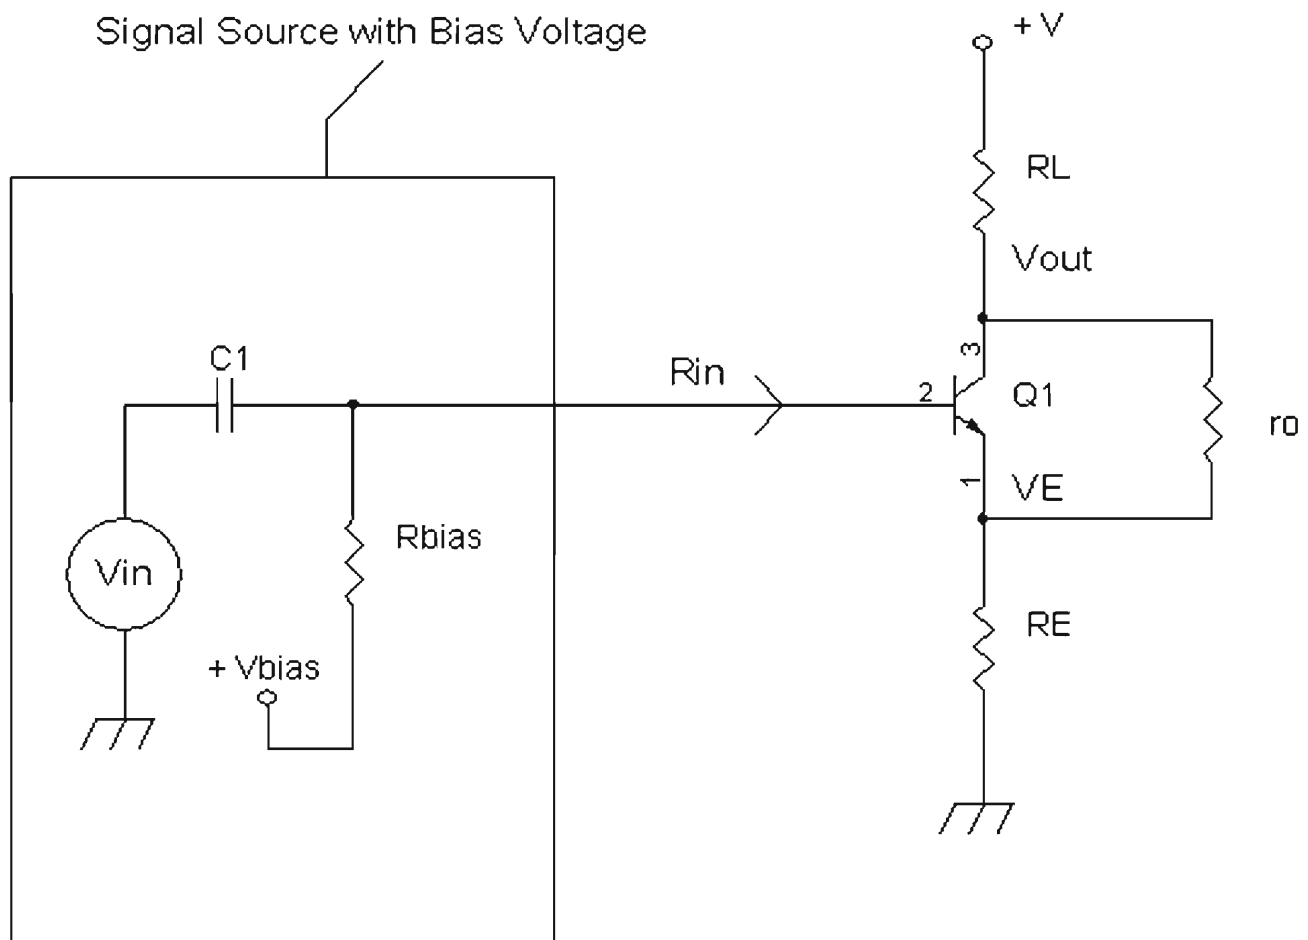 Signal Source with Bias Voltage
+ V
RL
Vout
C1
Rin
3
2
Q1
ro
1
VE
Rbias
Vin
RE
+ Vbias